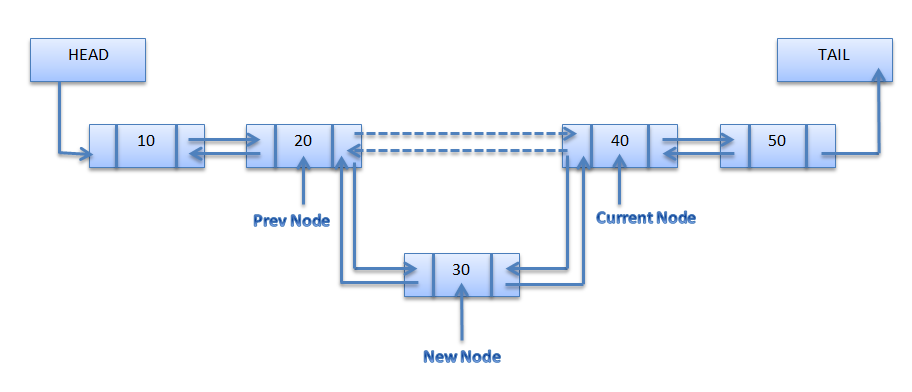 HEAD
TAIL
10
20
40
50
Prev Node
Current Node
30
New Node